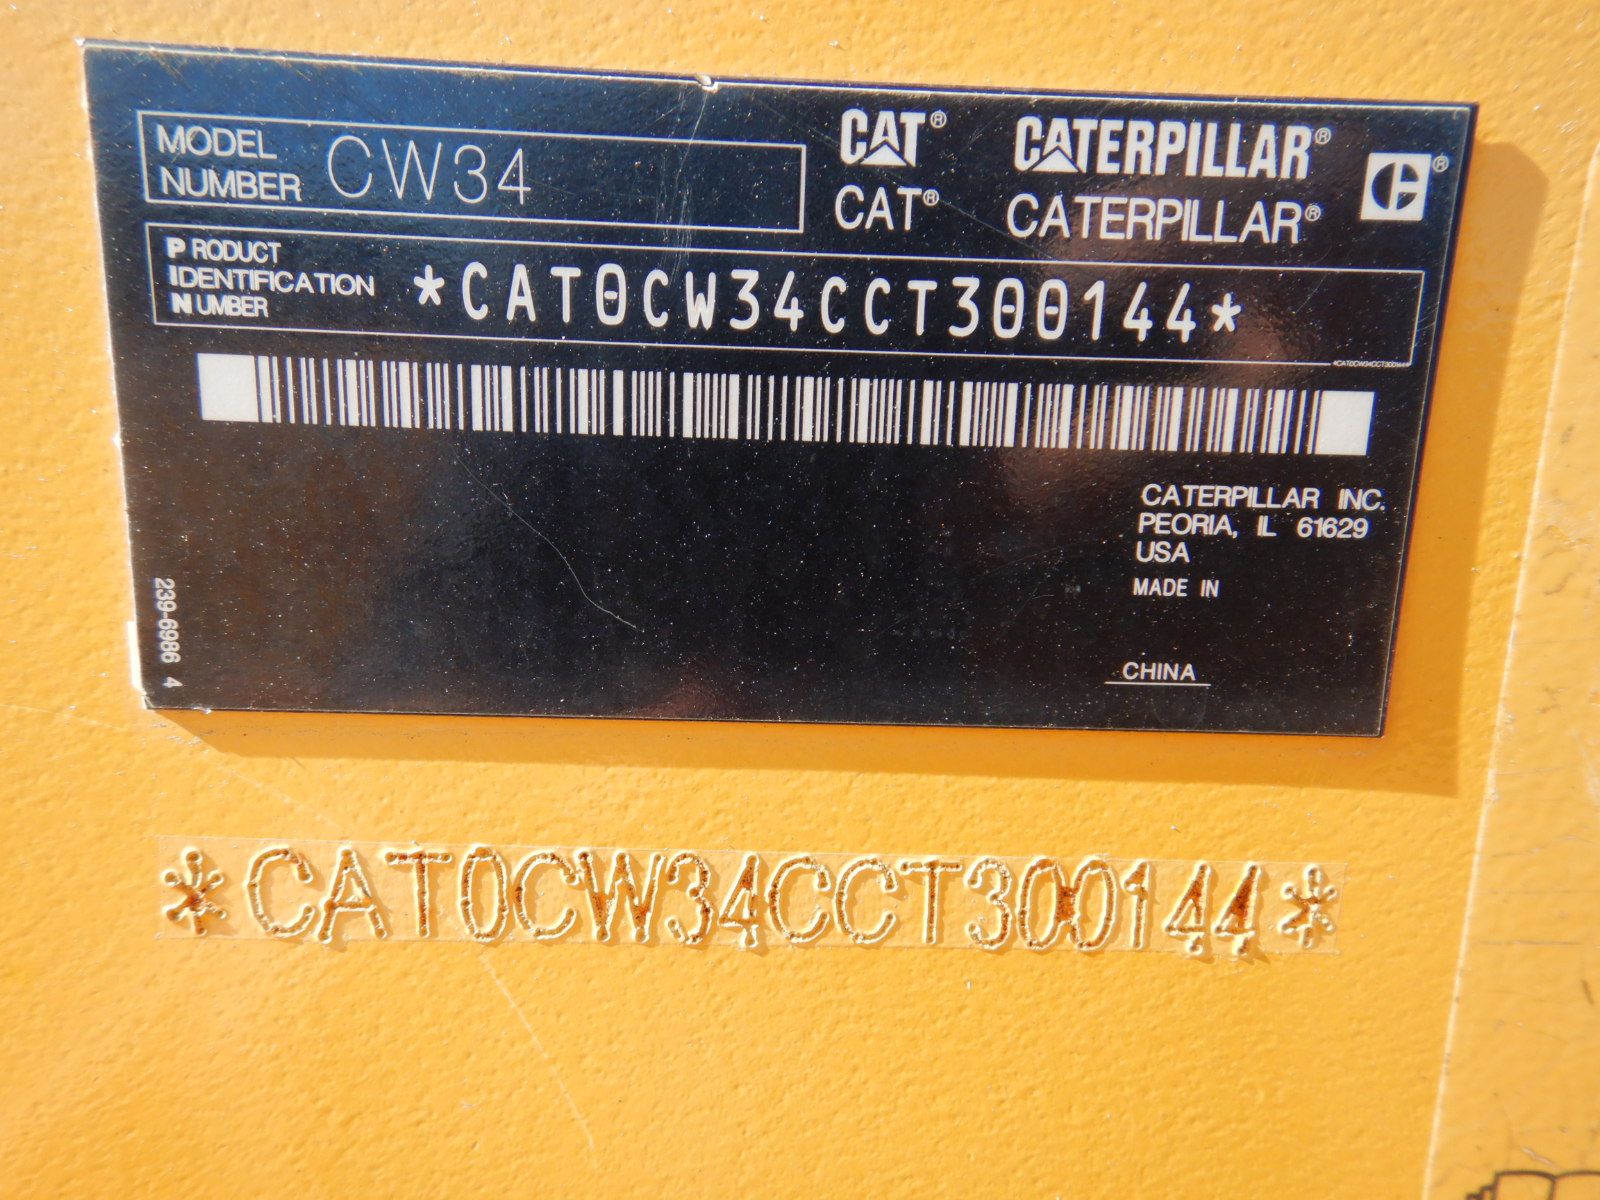 MODEL NUMBER CW34
CAT® CATERPILLAR®
CAT® CATERPILLAR® C®
PRODUCT
IDENTIFICATION
NUMBER
*CAT0CW34CCT300144*
*CAT0CW34CCT300144*
CATERPILLAR INC.
PEORIA, IL 61629
USA
MADE IN
CHINA
239-6986 4
*CAT0CW34CCT300144*